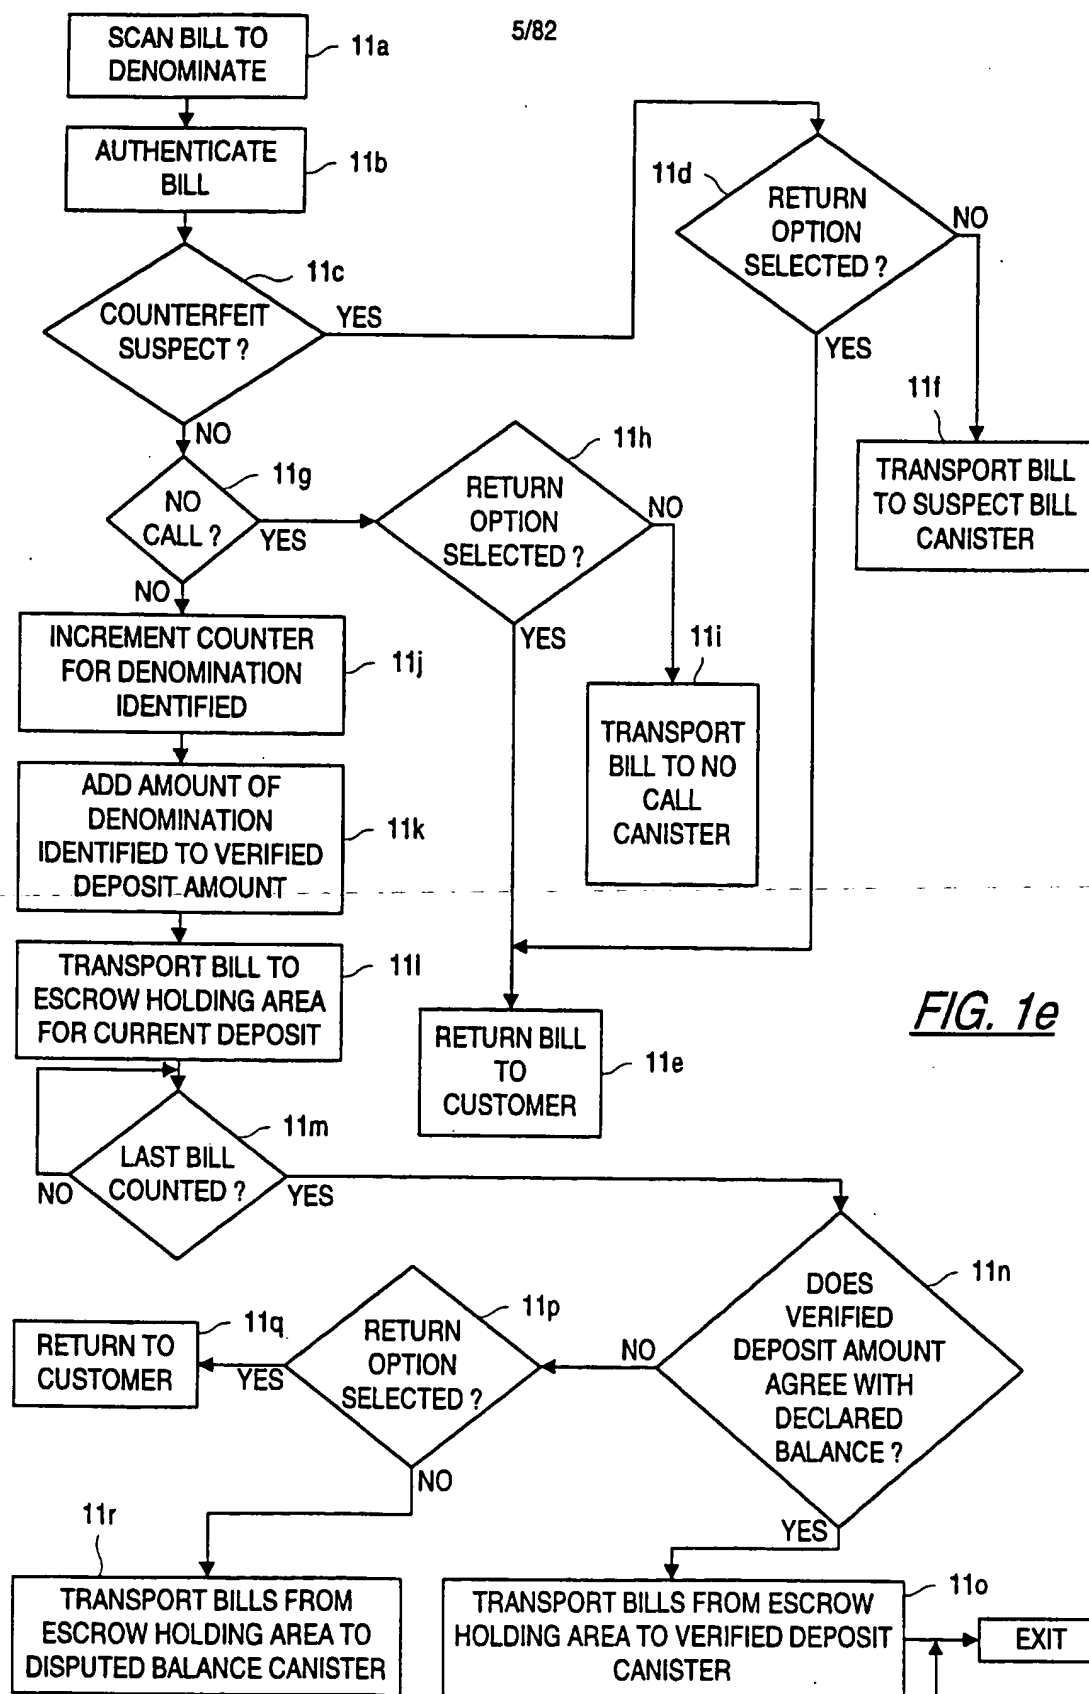 5/82
SCAN BILL TO
DENOMINATE
11a
AUTHENTICATE
BILL
11b
COUNTERFEIT
SUSPECT ?
11c
YES
NO
RETURN
OPTION
SELECTED ?
11d
NO
YES
11f
TRANSPORT BILL
TO SUSPECT BILL
CANISTER
NO
CALL ?
11g
YES
NO
RETURN
OPTION
SELECTED ?
11h
NO
YES
11i
TRANSPORT
BILL TO NO
CALL
CANISTER
INCREMENT COUNTER
FOR DENOMINATION
IDENTIFIED
11j
ADD AMOUNT OF
DENOMINATION
IDENTIFIED TO VERIFIED
DEPOSIT AMOUNT
11k
TRANSPORT BILL TO
ESCROW HOLDING AREA
FOR CURRENT DEPOSIT
11l
RETURN BILL
TO
CUSTOMER
11e
FIG. 1e
LAST BILL
COUNTED ?
11m
NO
YES
DOES
VERIFIED
DEPOSIT AMOUNT
AGREE WITH
DECLARED
BALANCE ?
11n
NO
YES
RETURN
OPTION
SELECTED ?
11p
YES
NO
11q
RETURN TO
CUSTOMER
11r
TRANSPORT BILLS FROM
ESCROW HOLDING AREA TO
DISPUTED BALANCE CANISTER
TRANSPORT BILLS FROM ESCROW
HOLDING AREA TO VERIFIED DEPOSIT
CANISTER
11o
EXIT